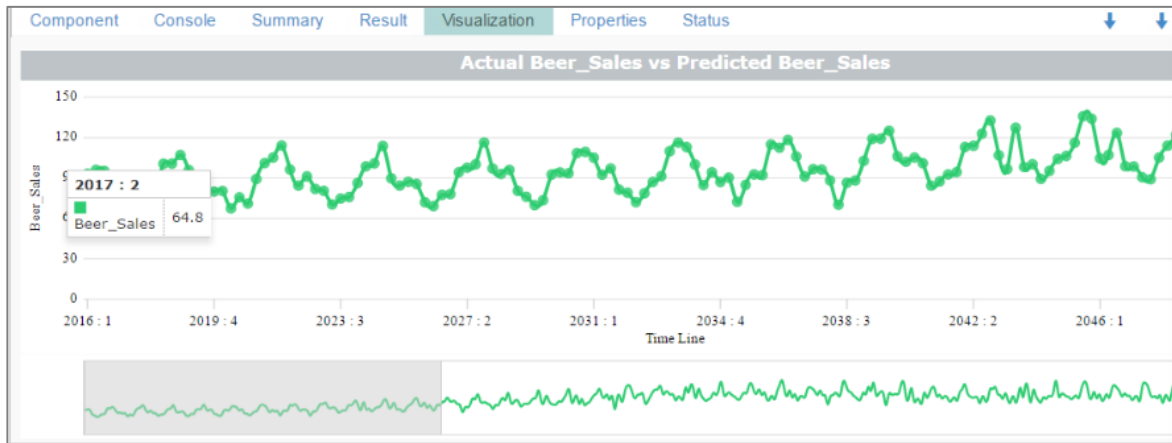 Component Console Summary Result Visualization Properties Status
Actual Beer_Sales vs Predicted Beer_Sales
150
120
2017 : 2
Beer_Sales 64.8
30
0
Beer_Sales
2016 : 1 2019 : 4 2023 : 3 2027 : 2 2031 : 1 2034 : 4 2038 : 3 2042 : 2 2046 : 1
Time Line